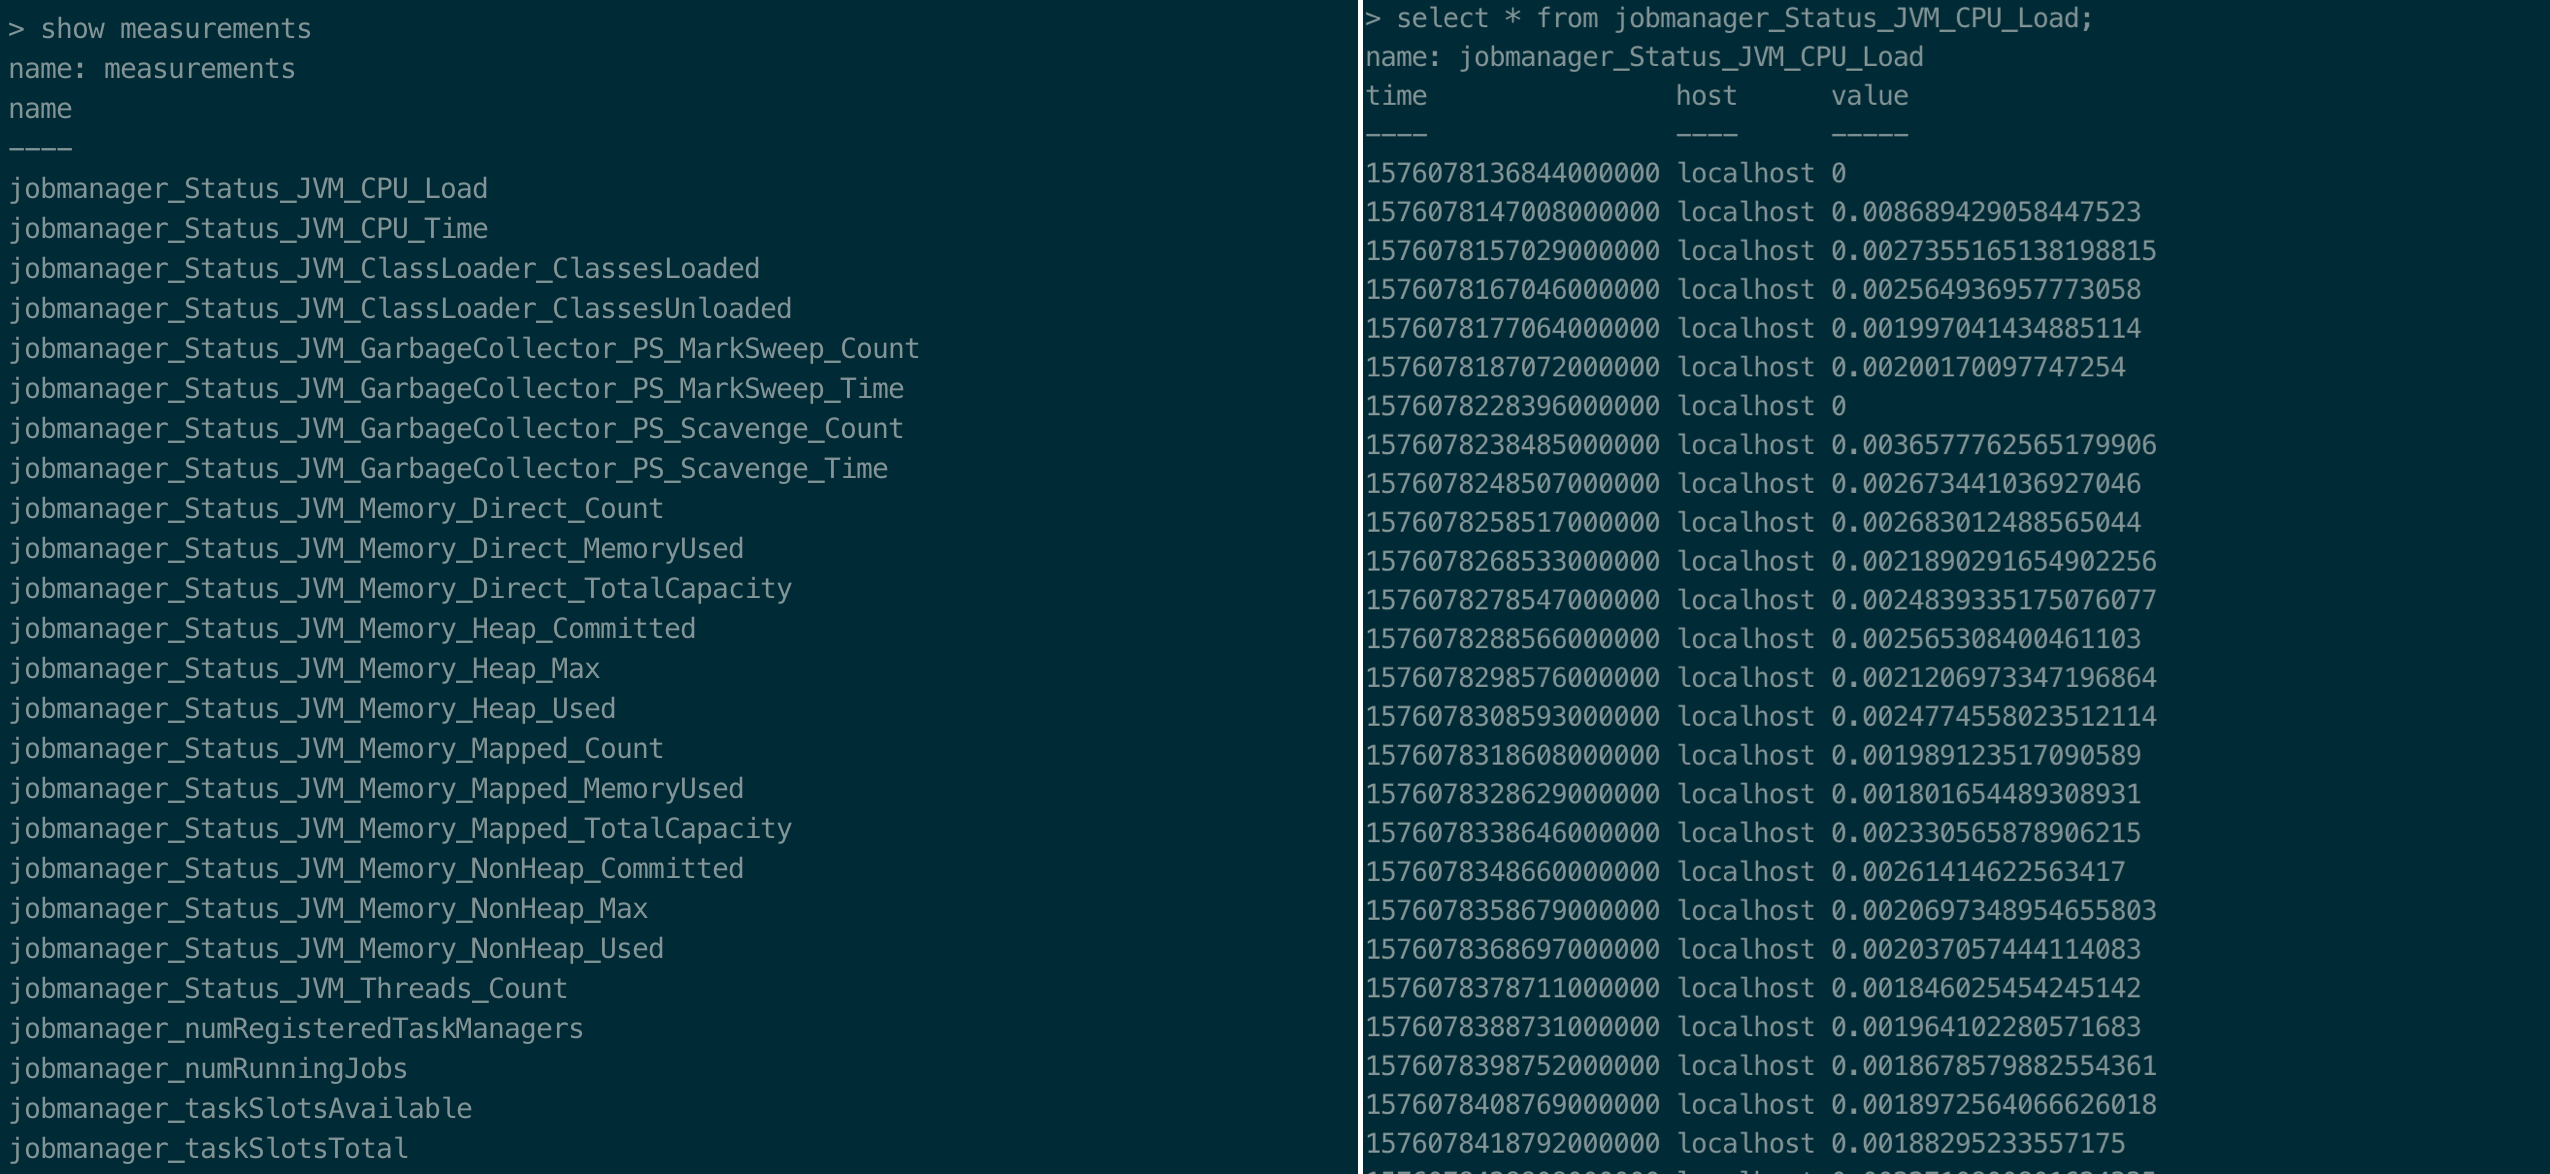 > show measurements
name: measurements
name
----
jobmanager_Status_JVM_CPU_Load
jobmanager_Status_JVM_CPU_Time
jobmanager_Status_JVM_ClassLoader_ClassesLoaded
jobmanager_Status_JVM_ClassLoader_ClassesUnloaded
jobmanager_Status_JVM_GarbageCollector_PS_MarkSweep_Count
jobmanager_Status_JVM_GarbageCollector_PS_MarkSweep_Time
jobmanager_Status_JVM_GarbageCollector_PS_Scavenge_Count
jobmanager_Status_JVM_GarbageCollector_PS_Scavenge_Time
jobmanager_Status_JVM_Memory_Direct_Count
jobmanager_Status_JVM_Memory_Direct_MemoryUsed
jobmanager_Status_JVM_Memory_Direct_TotalCapacity
jobmanager_Status_JVM_Memory_Heap_Committed
jobmanager_Status_JVM_Memory_Heap_Max
jobmanager_Status_JVM_Memory_Heap_Used
jobmanager_Status_JVM_Memory_Mapped_Count
jobmanager_Status_JVM_Memory_Mapped_MemoryUsed
jobmanager_Status_JVM_Memory_Mapped_TotalCapacity
jobmanager_Status_JVM_Memory_NonHeap_Committed
jobmanager_Status_JVM_Memory_NonHeap_Max
jobmanager_Status_JVM_Memory_NonHeap_Used
jobmanager_Status_JVM_Threads_Count
jobmanager_numRegisteredTaskManagers
jobmanager_numRunningJobs
jobmanager_taskSlotsAvailable
jobmanager_taskSlotsTotal
> select * from jobmanager_Status_JVM_CPU_Load;
name: jobmanager_Status_JVM_CPU_Load
time host value
---- ---- -----
1576078136844000000 localhost 0
1576078147008000000 localhost 0.008689429058447523
1576078157029000000 localhost 0.0027355165138198815
1576078167046000000 localhost 0.002564936957773058
1576078177064000000 localhost 0.001997041434885114
1576078187072000000 localhost 0.00200170097747254
1576078228396000000 localhost 0
1576078238485000000 localhost 0.0036577762565179906
1576078248507000000 localhost 0.002673441036927046
1576078258517000000 localhost 0.002683012488565044
1576078268533000000 localhost 0.0021890291654902256
1576078278547000000 localhost 0.0024839335175076077
1576078288566000000 localhost 0.002565308400461103
1576078298576000000 localhost 0.0021206973347196864
1576078308593000000 localhost 0.0024774558023512114
1576078318608000000 localhost 0.001989123517090589
1576078328629000000 localhost 0.001801654489308931
1576078338646000000 localhost 0.002330565878906215
1576078348660000000 localhost 0.00261414622563417
1576078358679000000 localhost 0.0020697348954655803
1576078368697000000 localhost 0.002037057444114083
1576078378711000000 localhost 0.001846025454245142
1576078388731000000 localhost 0.001964102280571683
1576078398752000000 localhost 0.0018678579882554361
1576078408769000000 localhost 0.0018972564066626018
1576078418792000000 localhost 0.00188295233557175